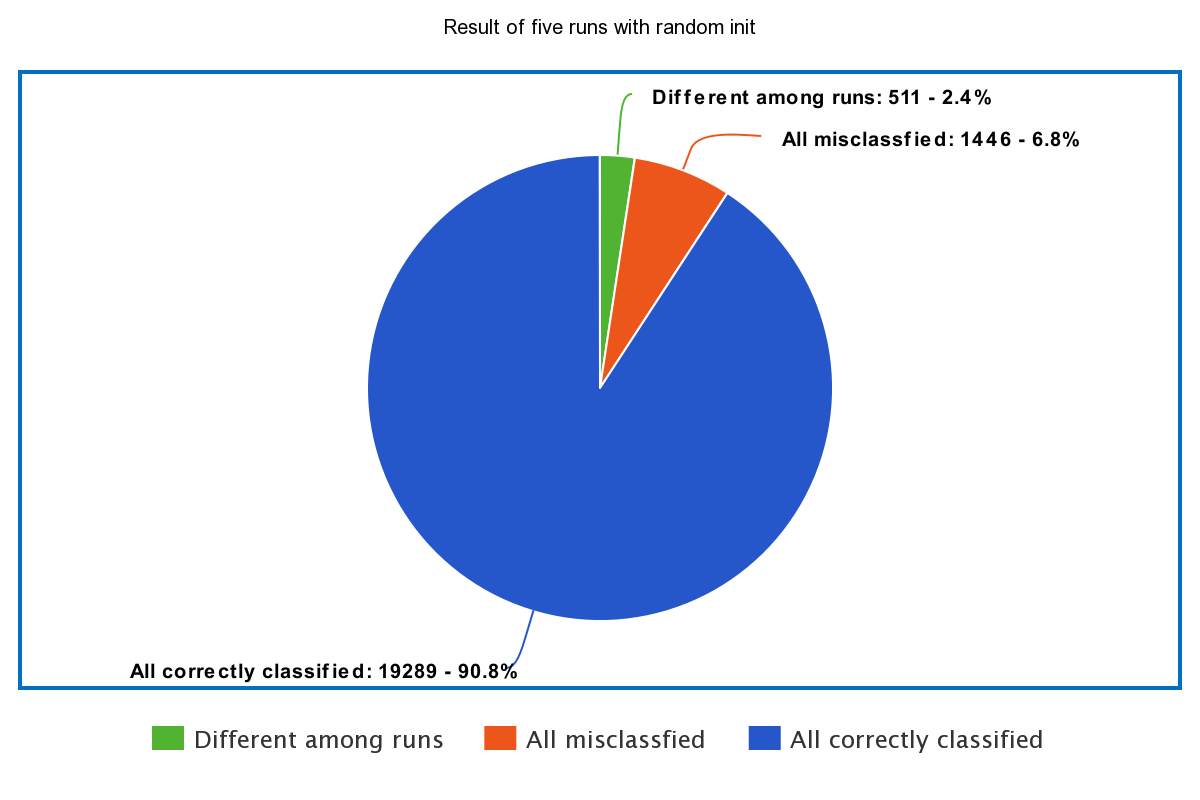 Result of five runs with random init
Different among runs: 511 - 2.4%
All misclassfied: 1446 - 6.8%
All correctly classified: 19289 - 90.8%
Different among runs
All misclassfied
All correctly classified